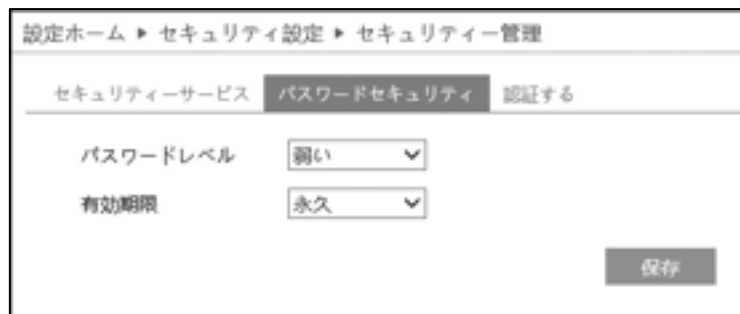 設定ホーム ▶ セキュリティ設定 ▶ セキュリティー管理
セキュリティーサービス パスワードセキュリティ 認証する
パスワードレベル 弱い
有効期限 永久
保存